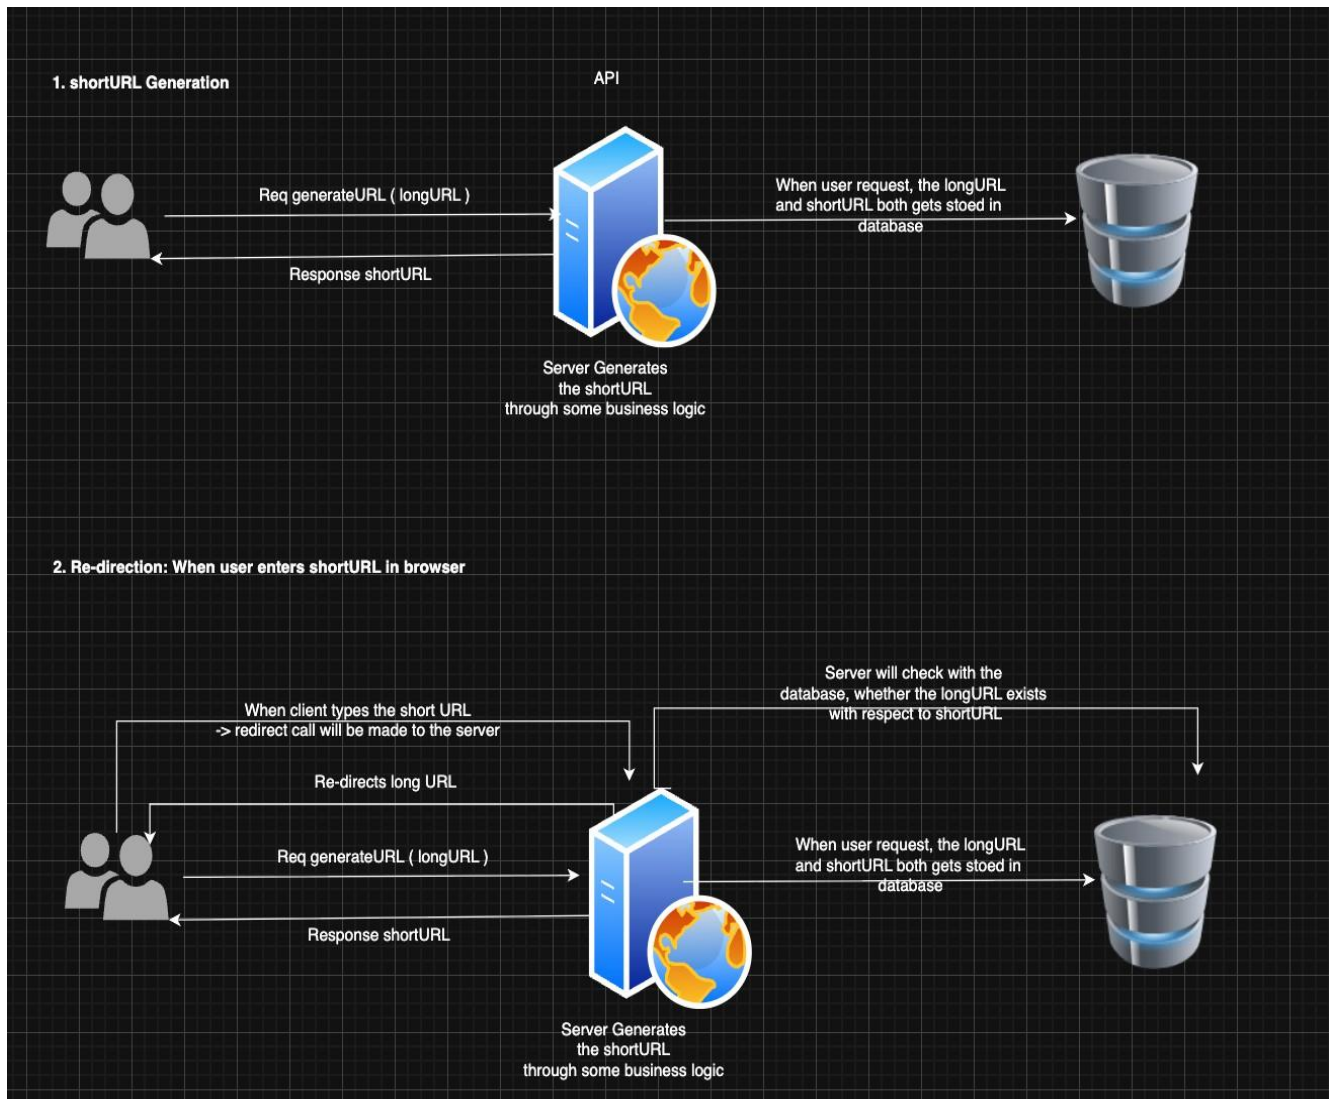 1. shortURL Generation
API
Req generateURL ( longURL )
Response shortURL
When user request, the longURL
and shortURL both gets stoed in
database
Server Generates
the shortURL
through some business logic
2. Re-direction: When user enters shortURL in browser
When client types the short URL
-> redirect call will be made to the server
Server will check with the
database, whether the longURL exists
with respect to shortURL
Re-directs long URL
Req generateURL ( longURL )
Response shortURL
When user request, the longURL
and shortURL both gets stoed in
database
Server Generates
the shortURL
through some business logic